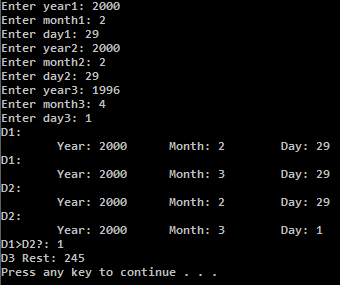 Enter year1: 2000
Enter month1: 2
Enter day1: 29
Enter year2: 2000
Enter month2: 2
Enter day2: 29
Enter year3: 1996
Enter month3: 4
Enter day3: 1
D1:
Year: 2000 Month: 2 Day: 29
D1:
Year: 2000 Month: 3 Day: 29
D2:
Year: 2000 Month: 2 Day: 29
D2:
Year: 2000 Month: 3 Day: 1
D1>D2?: 1
D3 Rest: 245
Press any key to continue . . .